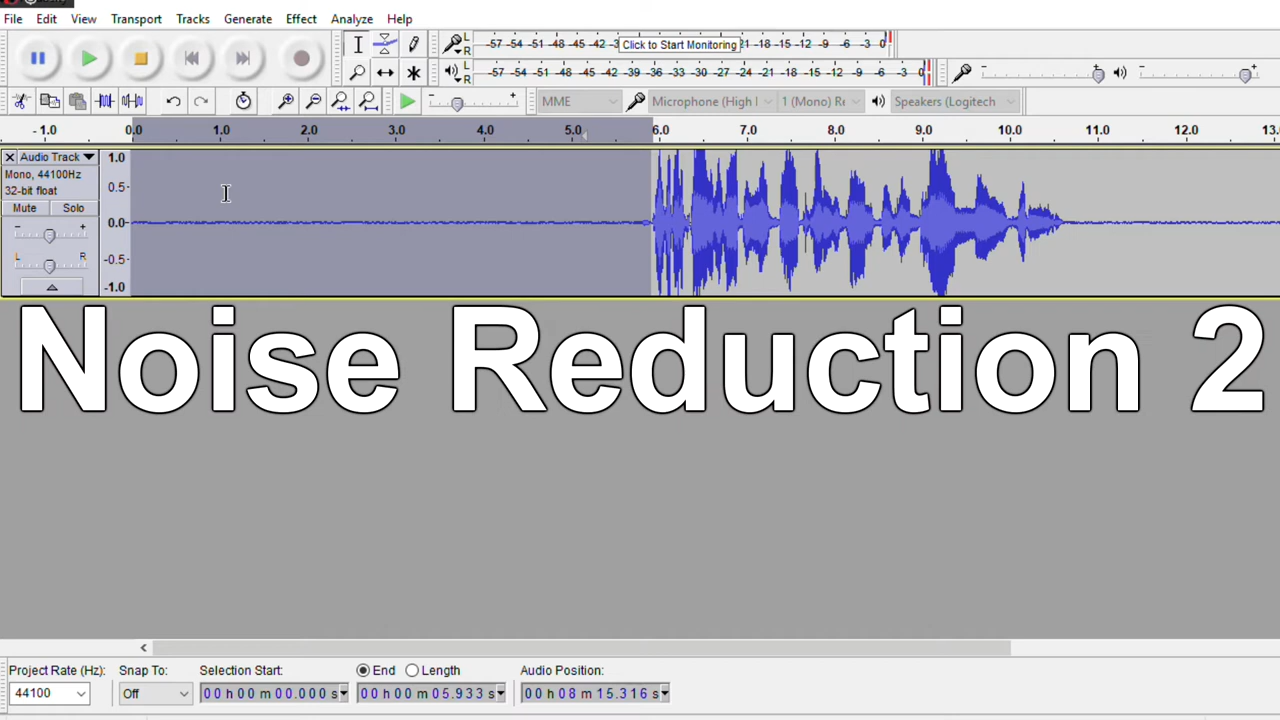 File Edit View Transport Tracks Generate Effect Analyze Help
L R -57 -54 -51 -48 -45 -42 -3 Click to Start Monitoring -21 -18 -15 -12 -9 -6 -3 0
L R -57 -54 -51 -48 -45 -42 -39 -36 -33 -30 -27 -24 -21 -18 -15 -12 -9 -6 -3 0 - +
MME Microphone (High I 1 (Mono) Re Speakers (Logitech
- 1.0 0.0 1.0 2.0 3.0 4.0 5.0 6.0 7.0 8.0 9.0 10.0 11.0 12.0 13.
Audio Track 1.0
Mono, 44100Hz
32-bit float 0.5
Mute Solo
- + 0.0
L R -0.5
-1.0
Noise Reduction 2
Project Rate (Hz): Snap To: Selection Start: End Length Audio Position:
44100 Off 00 h 00 m 00.000 s 00 h 00 m 05.933 s 00 h 08 m 15.316 s